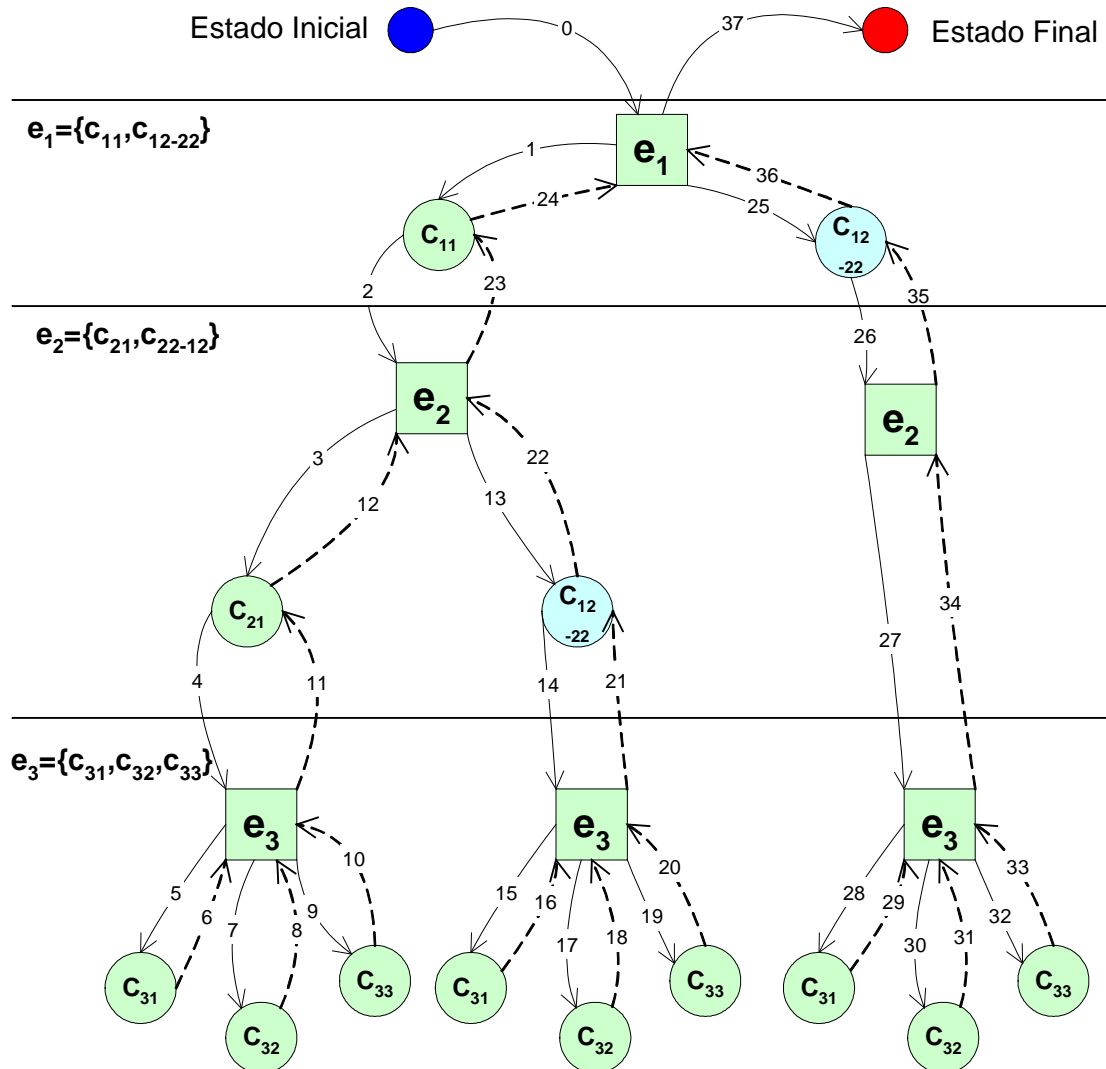 Estado Inicial
0
37
Estado Final
e1={c11,c12-22}
e1
1
24
36
25
C11
C12
-22
2
23
35
e2={c21,c22-12}
26
e2
e2
3
22
12
13
C21
C12
-22
34
27
4
11
14
21
e3={c31,c32,c33}
e3
e3
e3
5
6
7
8
9
10
15
16
17
18
19
20
28
29
30
31
32
33
C31
C32
C33
C31
C32
C33
C31
C32
C33